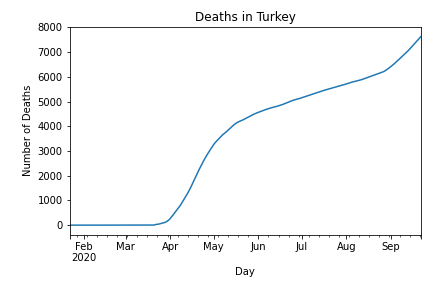 Deaths in Turkey
Number of Deaths
8000
7000
6000
5000
4000
3000
2000
1000
0
Feb Mar Apr May Jun Jul Aug Sep
2020
Day